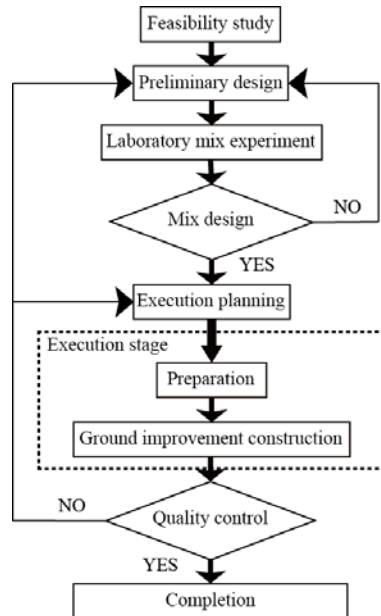 Feasibility study
Preliminary design
Laboratory mix experiment
Mix design
NO
YES
Execution planning
Execution stage
Preparation
Ground improvement construction
NO
Quality control
YES
Completion